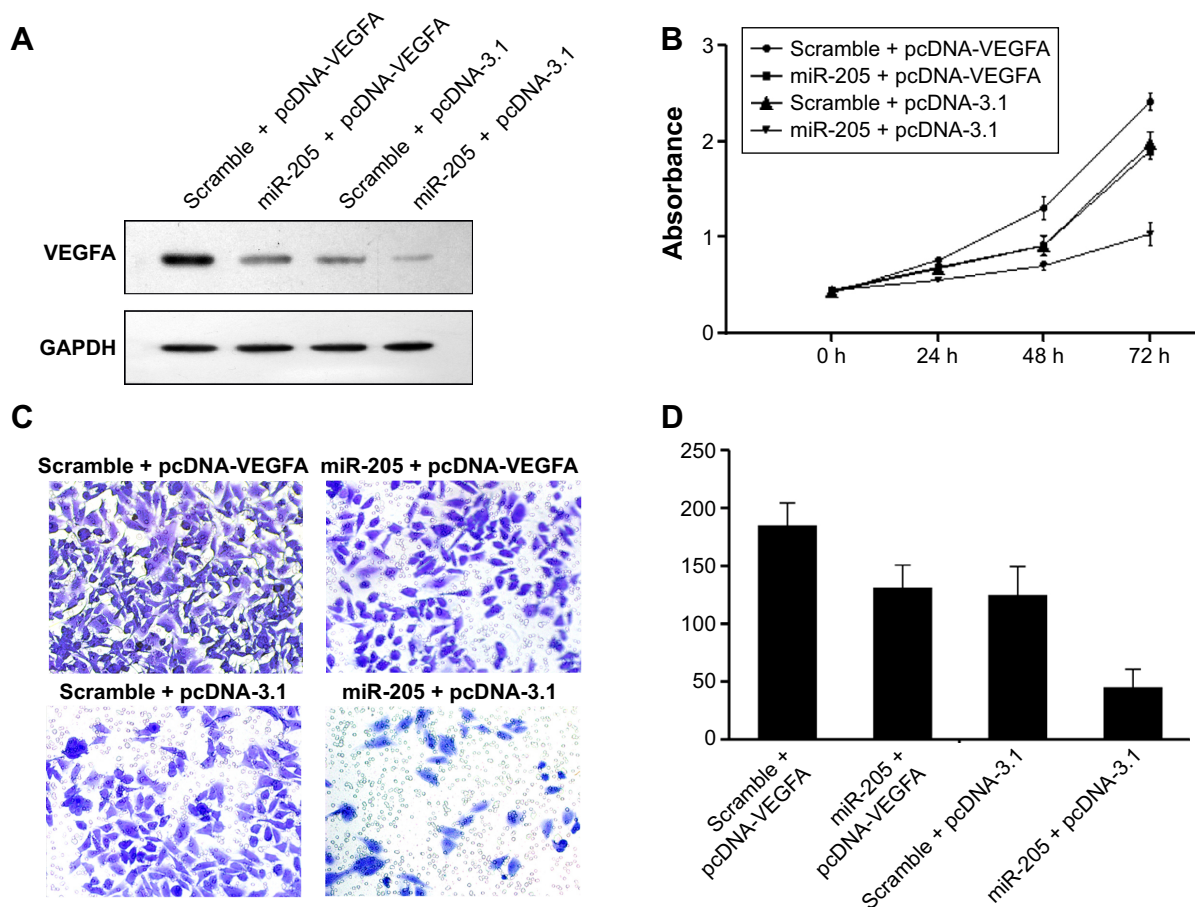 A
Scramble + pcDNA-VEGFA
miR-205 + pcDNA-VEGFA
Scramble + pcDNA-3.1
miR-205 + pcDNA-3.1
VEGFA
GAPDH
B
Scramble + pcDNA-VEGFA
miR-205 + pcDNA-VEGFA
Scramble + pcDNA-3.1
miR-205 + pcDNA-3.1
Absorbance
3
2
1
0
0 h
24 h
48 h
72 h
C
Scramble + pcDNA-VEGFA
miR-205 + pcDNA-VEGFA
Scramble + pcDNA-3.1
miR-205 + pcDNA-3.1
D
250
200
150
100
50
0
Scramble +
pcDNA-VEGFA
miR-205 +
pcDNA-VEGFA
Scramble + pcDNA-3.1
miR-205 + pcDNA-3.1